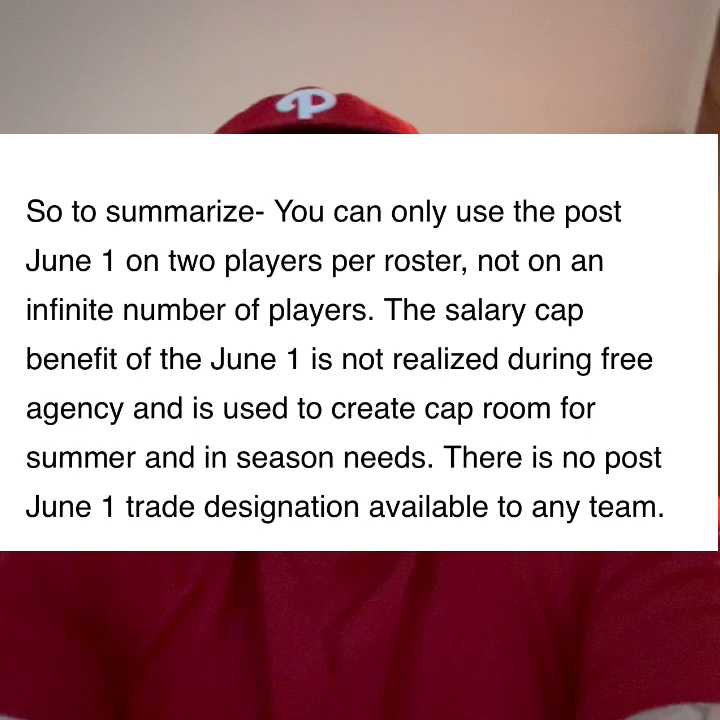 P
So to summarize- You can only use the post
June 1 on two players per roster, not on an
infinite number of players. The salary cap
benefit of the June 1 is not realized during free
agency and is used to create cap room for
summer and in season needs. There is no post
June 1 trade designation available to any team.